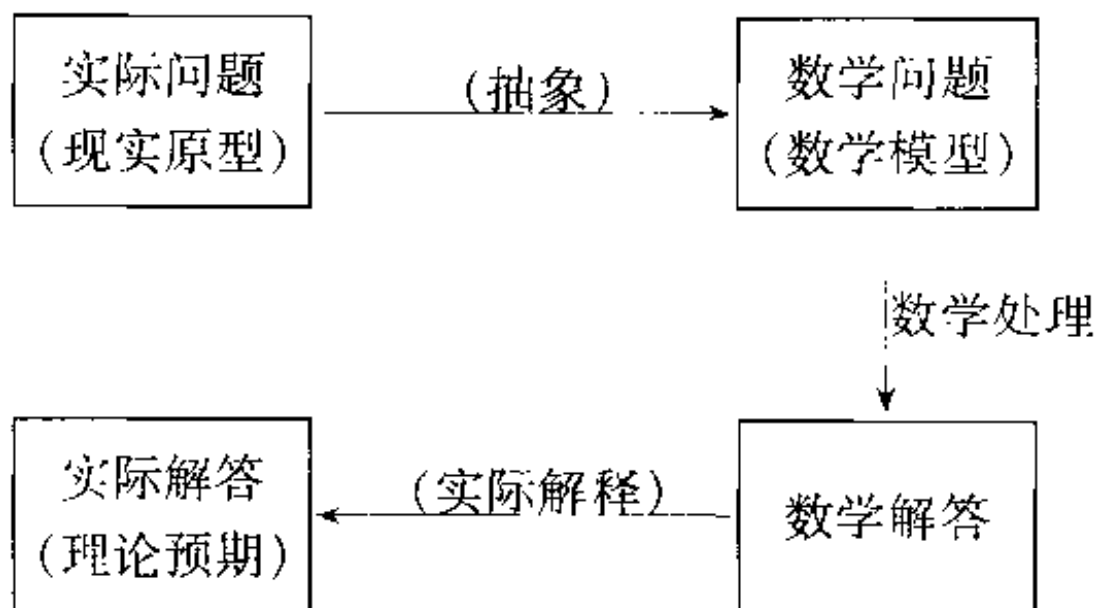 实际问题
(现实原型)
(抽象)
数学问题
(数学模型)
数学处理
实际解答
(理论预期)
(实际解释)
数学解答